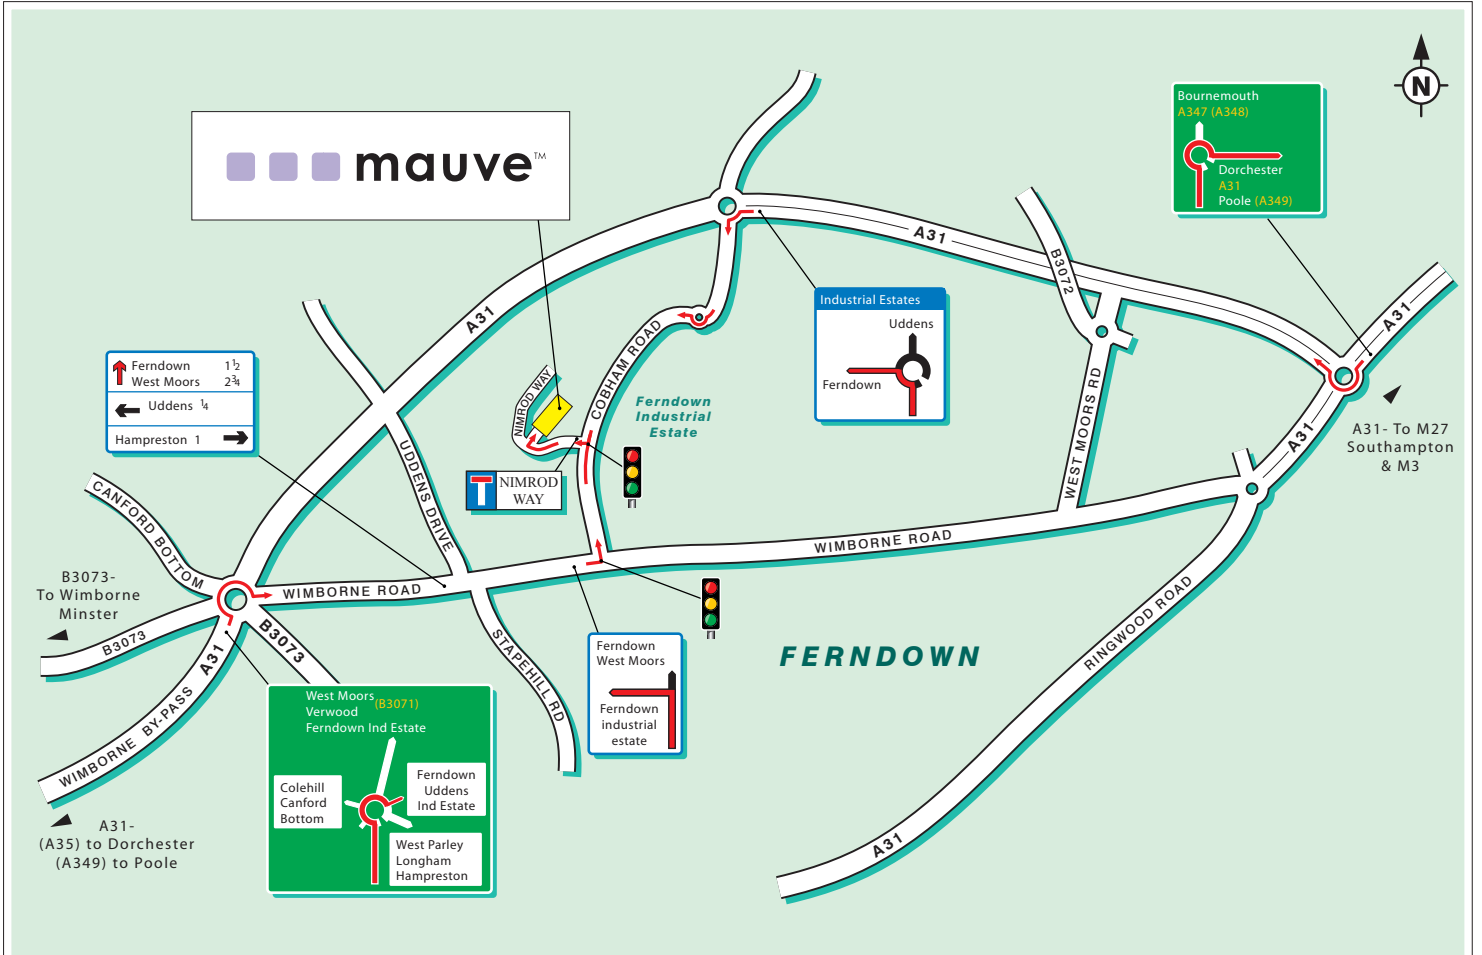 N
Bournemouth
A347 (A348)
Dorchester
A31
Poole (A349)
mauve™
A31
B3072
A31
A31
Industrial Estates
Uddens
Ferndown
COBHAM ROAD
Ferndown
Industrial
Estate
NIMROD WAY
Ferndown 1½
West Moors 2¾
Uddens ¼
Hampreston 1
WEST MOORS RD
A31
A31- To M27
Southampton
& M3
T NIMROD
WAY
UDDENS DRIVE
CANFORD BOTTOM
WIMBORNE ROAD
WIMBORNE ROAD
B3073-
To Wimborne
Minster
B3073
B3073
A31
WIMBORNE BY-PASS
STAPEHILL RD
RINGWOOD ROAD
FERNDOWN
Ferndown
West Moors
Ferndown
industrial
estate
West Moors (B3071)
Verwood
Ferndown Ind Estate
Colehill
Canford
Bottom
Ferndown
Uddens
Ind Estate
West Parley
Longham
Hampreston
A31-
(A35) to Dorchester
(A349) to Poole
A31